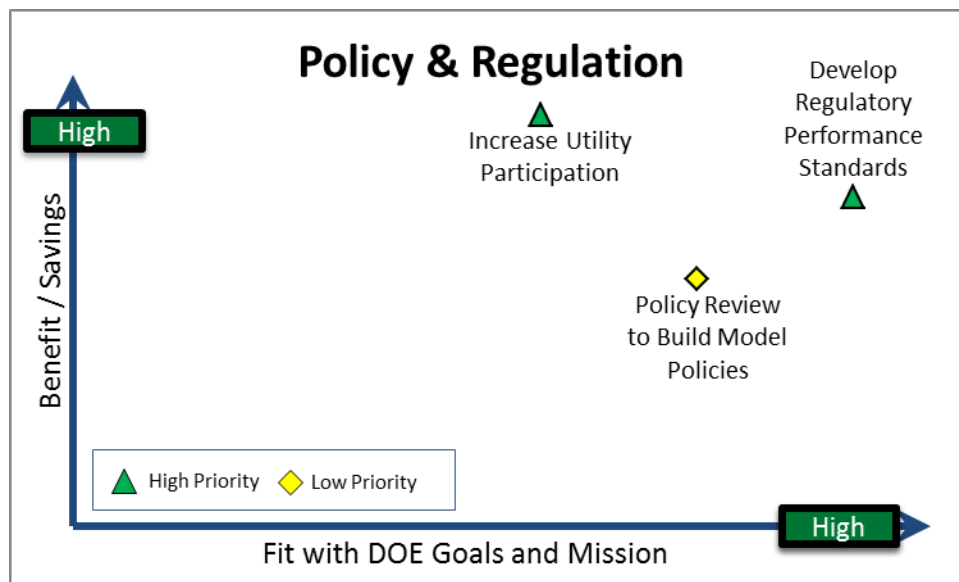 Policy & Regulation
Develop
Regulatory
Performance
Standards
High
Increase Utility
Participation
Benefit / Savings
Policy Review
to Build Model
Policies
High Priority
Low Priority
High
Fit with DOE Goals and Mission